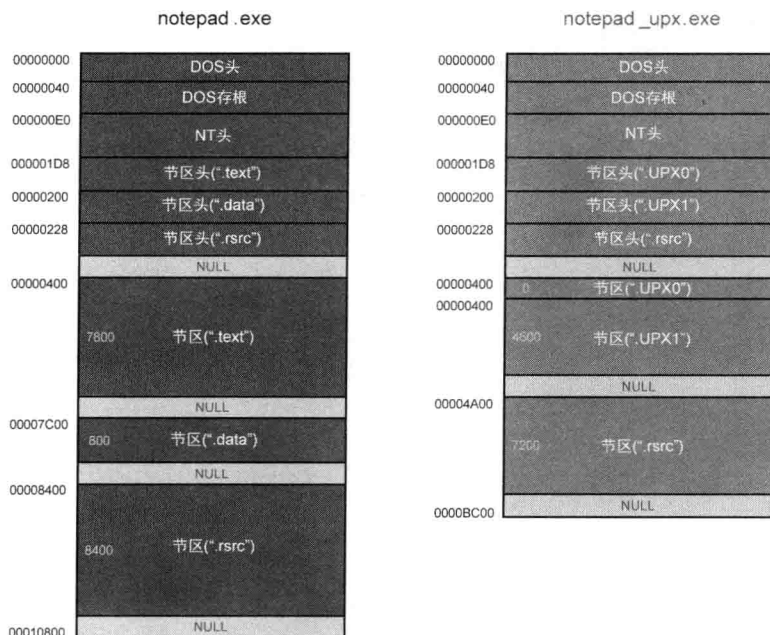 notepad.exe
00000000
DOS头
00000040
DOS存根
000000E0
NT头
000001D8
节区头(“.text”)
00000200
节区头(“.data”)
00000228
节区头(“.rsrc”)
NULL
00000400
7800
节区(“.text”)
NULL
00007C00
800
节区(“.data”)
NULL
00008400
8400
节区(“.rsrc”)
NULL
00010800
notepad_upx.exe
00000000
DOS头
00000040
DOS存根
000000E0
NT头
000001D8
节区头(“.UPX0”)
00000200
节区头(“.UPX1”)
00000228
节区头(“.rsrc”)
NULL
00000400
0
节区(“.UPX0”)
00000400
4600
节区(“.UPX1”)
NULL
00004A00
7200
节区(“.rsrc”)
NULL
0000BC00